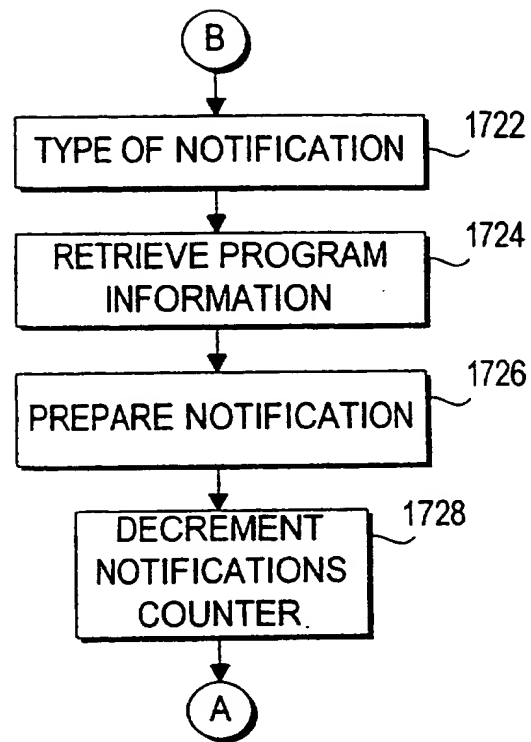 B
TYPE OF NOTIFICATION
1722
RETRIEVE PROGRAM
INFORMATION
1724
PREPARE NOTIFICATION
1726
DECREMENT
NOTIFICATIONS
COUNTER
1728
A